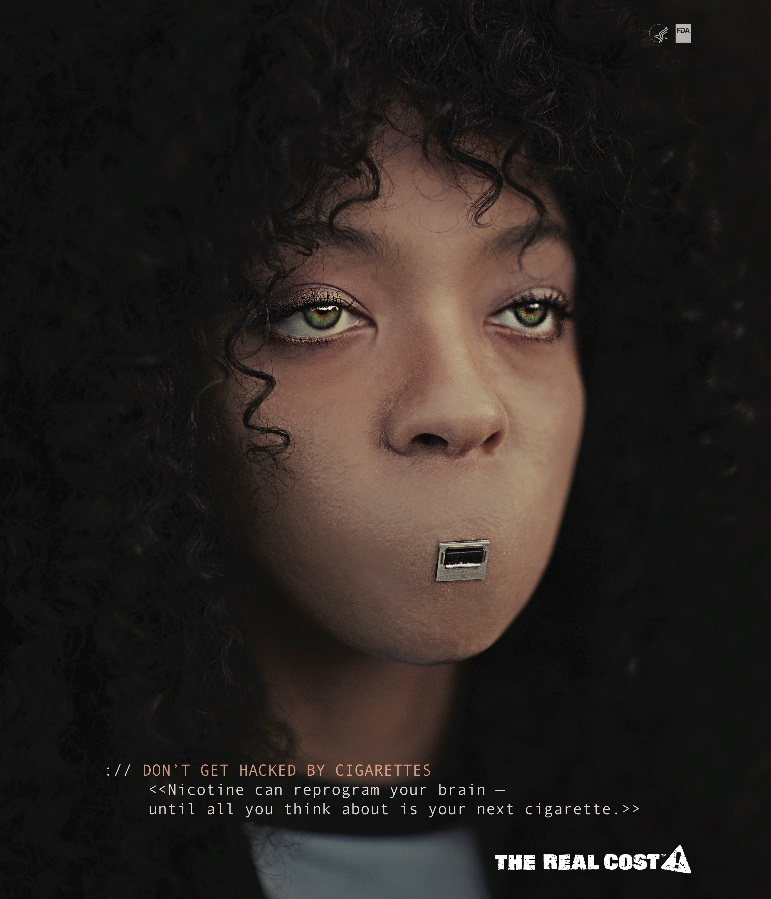 FDA
:// DON'T GET HACKED BY CIGARETTES
<<Nicotine can reprogram your brain —
until all you think about is your next cigarette.>>
THE REAL COST